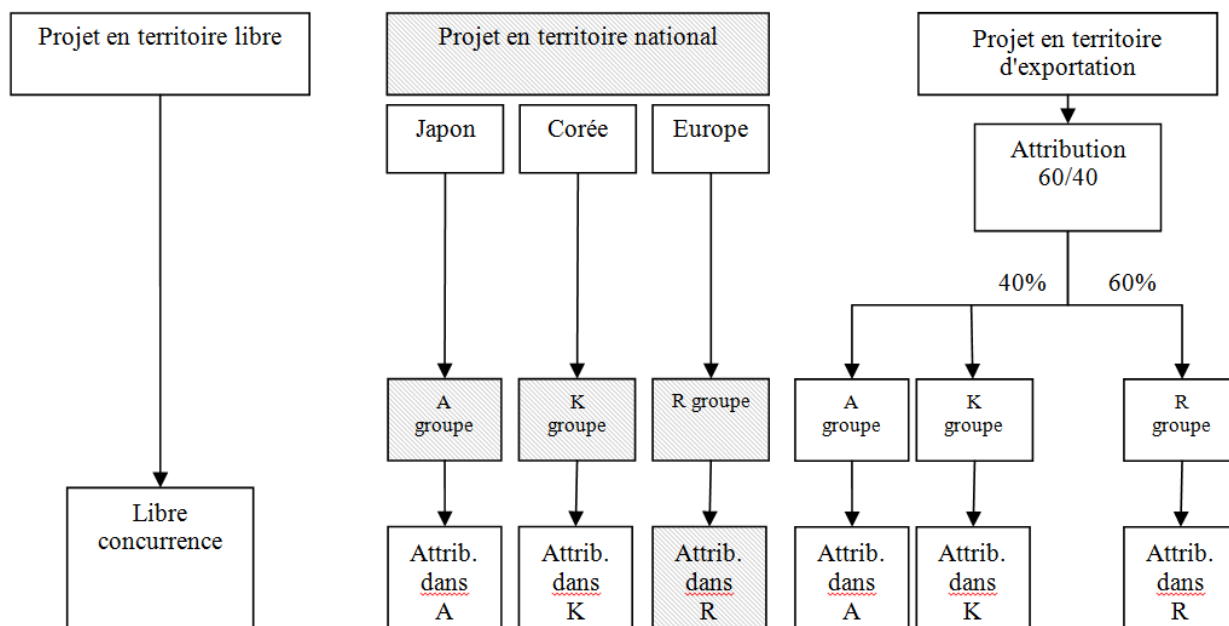 Projet en territoire libre
Projet en territoire national
Projet en territoire
d'exportation
Japon
Corée
Europe
Attribution
60/40
40%
60%
A
groupe
K
groupe
R groupe
A
groupe
K
groupe
R
groupe
Libre
concurrence
Attrib.
dans
A
Attrib.
dans
K
Attrib.
dans
R
Attrib.
dans
A
Attrib.
dans
K
Attrib.
dans
R